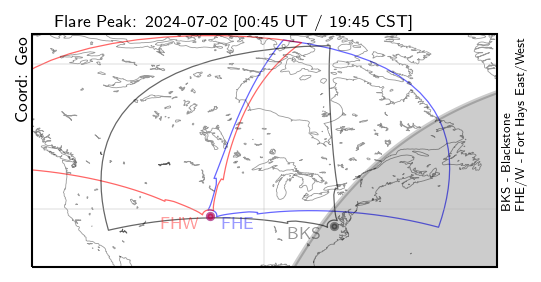 Flare Peak: 2024-07-02 [00:45 UT / 19:45 CST]
Coord: Geo
FHW
FHE
BKS
BKS - Blackstone
FHE/W - Fort Hays East/West